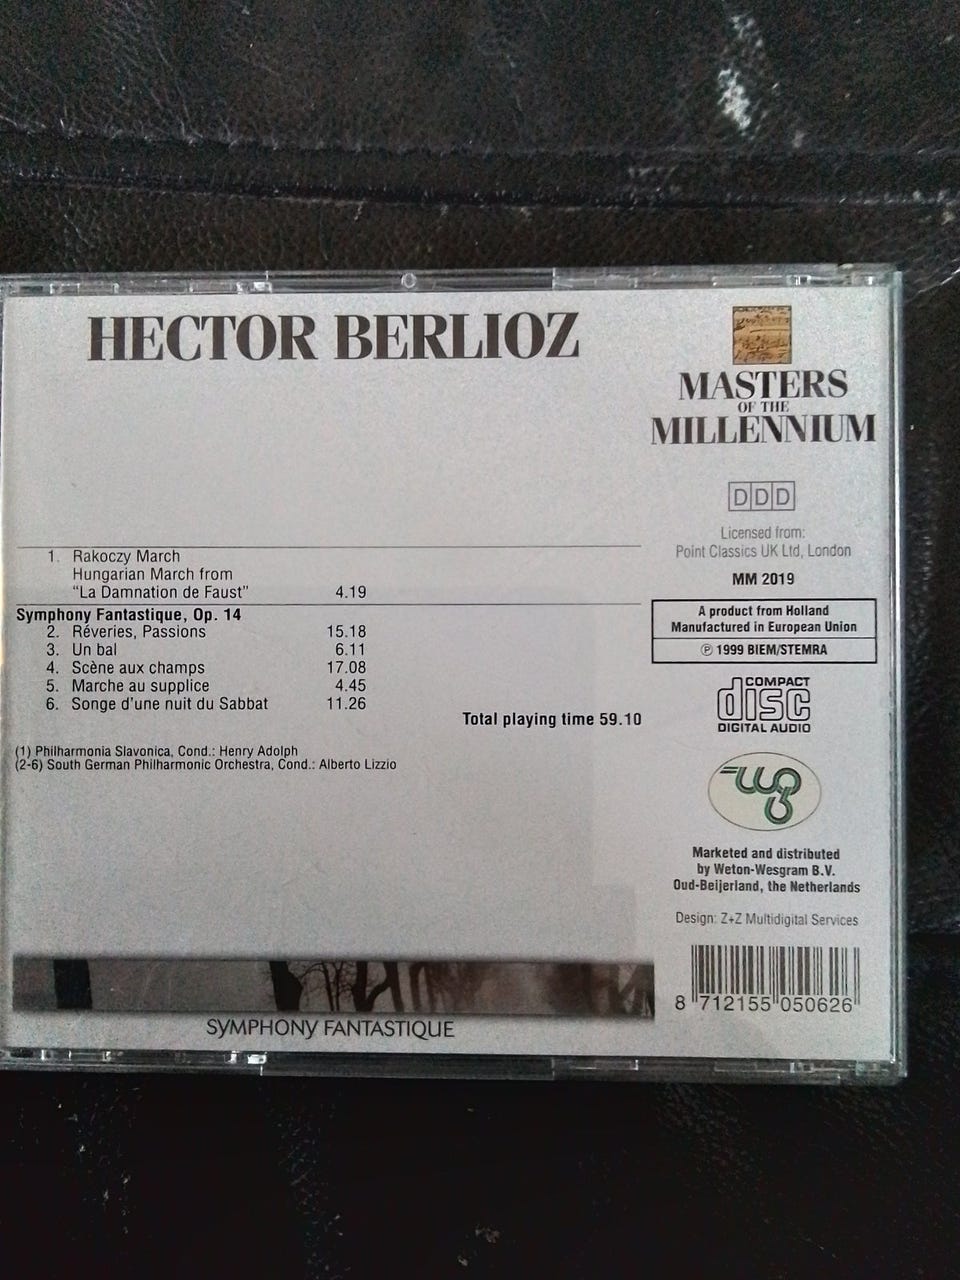 HECTOR BERLIOZ
1. Rakoczy March
Hungarian March from
“La Damnation de Faust” 4.19
Symphony Fantastique, Op. 14
2. Réveries, Passions 15.18
3. Un bal 6.11
4. Scène aux champs 17.08
5. Marche au supplice 4.45
6. Songe d'une nuit du Sabbat 11.26
Total playing time 59.10
(1) Philharmonia Slavonica, Cond.: Henry Adolph
(2-6) South German Philharmonic Orchestra, Cond.: Alberto Lizzio
SYMPHONY FANTASTIQUE
MASTERS
OF THE
MILLENNIUM
DDD
Licensed from:
Point Classics UK Ltd, London
MM 2019
A product from Holland
Manufactured in European Union
℗ 1999 BIEM/STEMRA
COMPACT
disc
DIGITAL AUDIO
Marketed and distributed
by Weton-Wesgram B.V.
Oud-Beijerland, the Netherlands
Design: Z+Z Multidigital Services
8 712155 050626